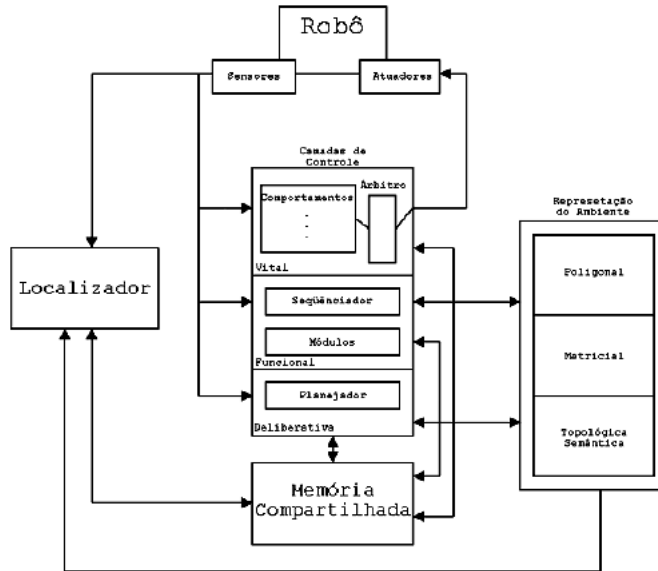 Robô
Sensores
Atuadores
Camadas de
Controle
Comportamentos
.
.
.
Árbitro
Vital
Seqüênciador
Módulos
Funcional
Planejador
Deliberativa
Localizador
Memória
Compartilhada
Represetação
do Ambiente
Poligonal
Matricial
Topológica
Semântica